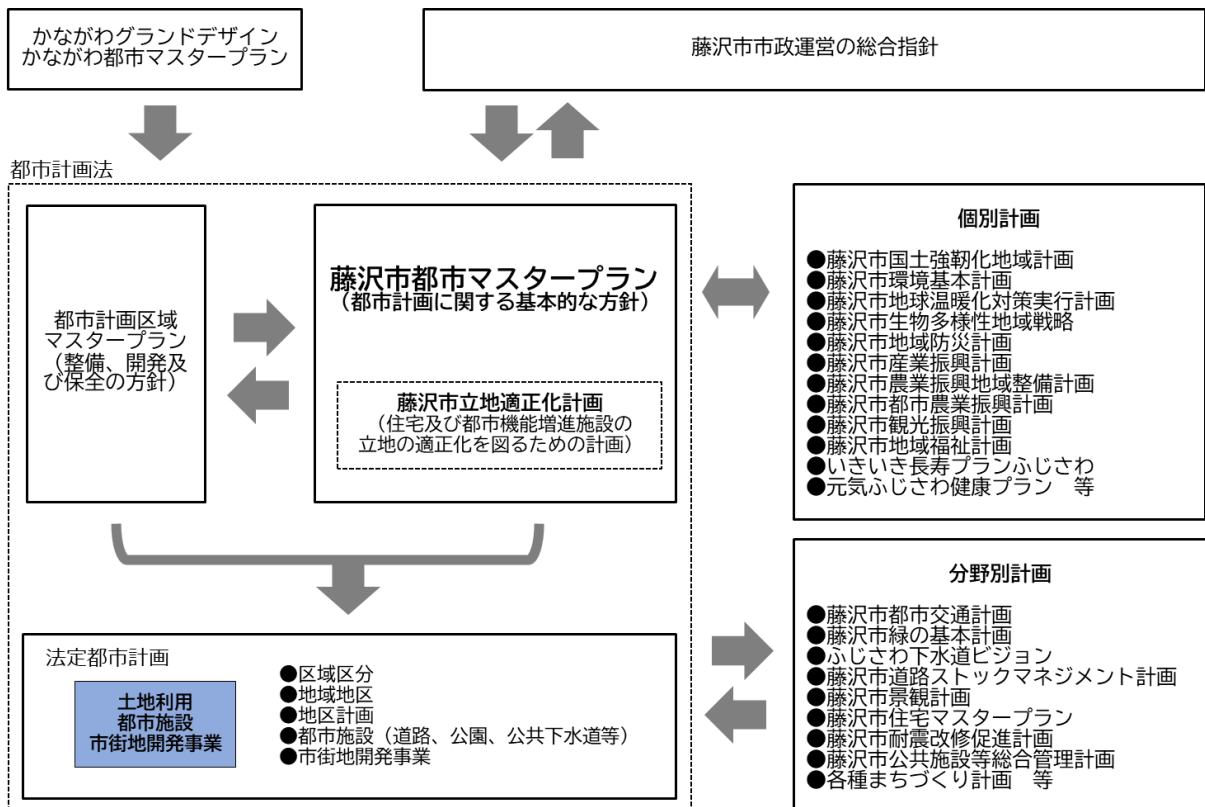 かながわグランドデザイン
かながわ都市マスタープラン
藤沢市市政運営の総合指針
都市計画法
都市計画区域
マスタープラン
（整備、開発及
び保全の方針）
藤沢市都市マスタープラン
（都市計画に関する基本的な方針）
藤沢市立地適正化計画
（住宅及び都市機能増進施設の
立地の適正化を図るための計画）
個別計画
●藤沢市国土強靭化地域計画
●藤沢市環境基本計画
●藤沢市地球温暖化対策実行計画
●藤沢市生物多様性地域戦略
●藤沢市地域防災計画
●藤沢市産業振興計画
●藤沢市農業振興地域整備計画
●藤沢市都市農業振興計画
●藤沢市観光振興計画
●藤沢市地域福祉計画
●いきいき長寿プランふじさわ
●元気ふじさわ健康プラン　等
法定都市計画
土地利用
都市施設
市街地開発事業
●区域区分
●地域地区
●地区計画
●都市施設（道路、公園、公共下水道等）
●市街地開発事業
分野別計画
●藤沢市都市交通計画
●藤沢市緑の基本計画
●ふじさわ下水道ビジョン
●藤沢市道路ストックマネジメント計画
●藤沢市景観計画
●藤沢市住宅マスタープラン
●藤沢市耐震改修促進計画
●藤沢市公共施設等総合管理計画
●各種まちづくり計画　等